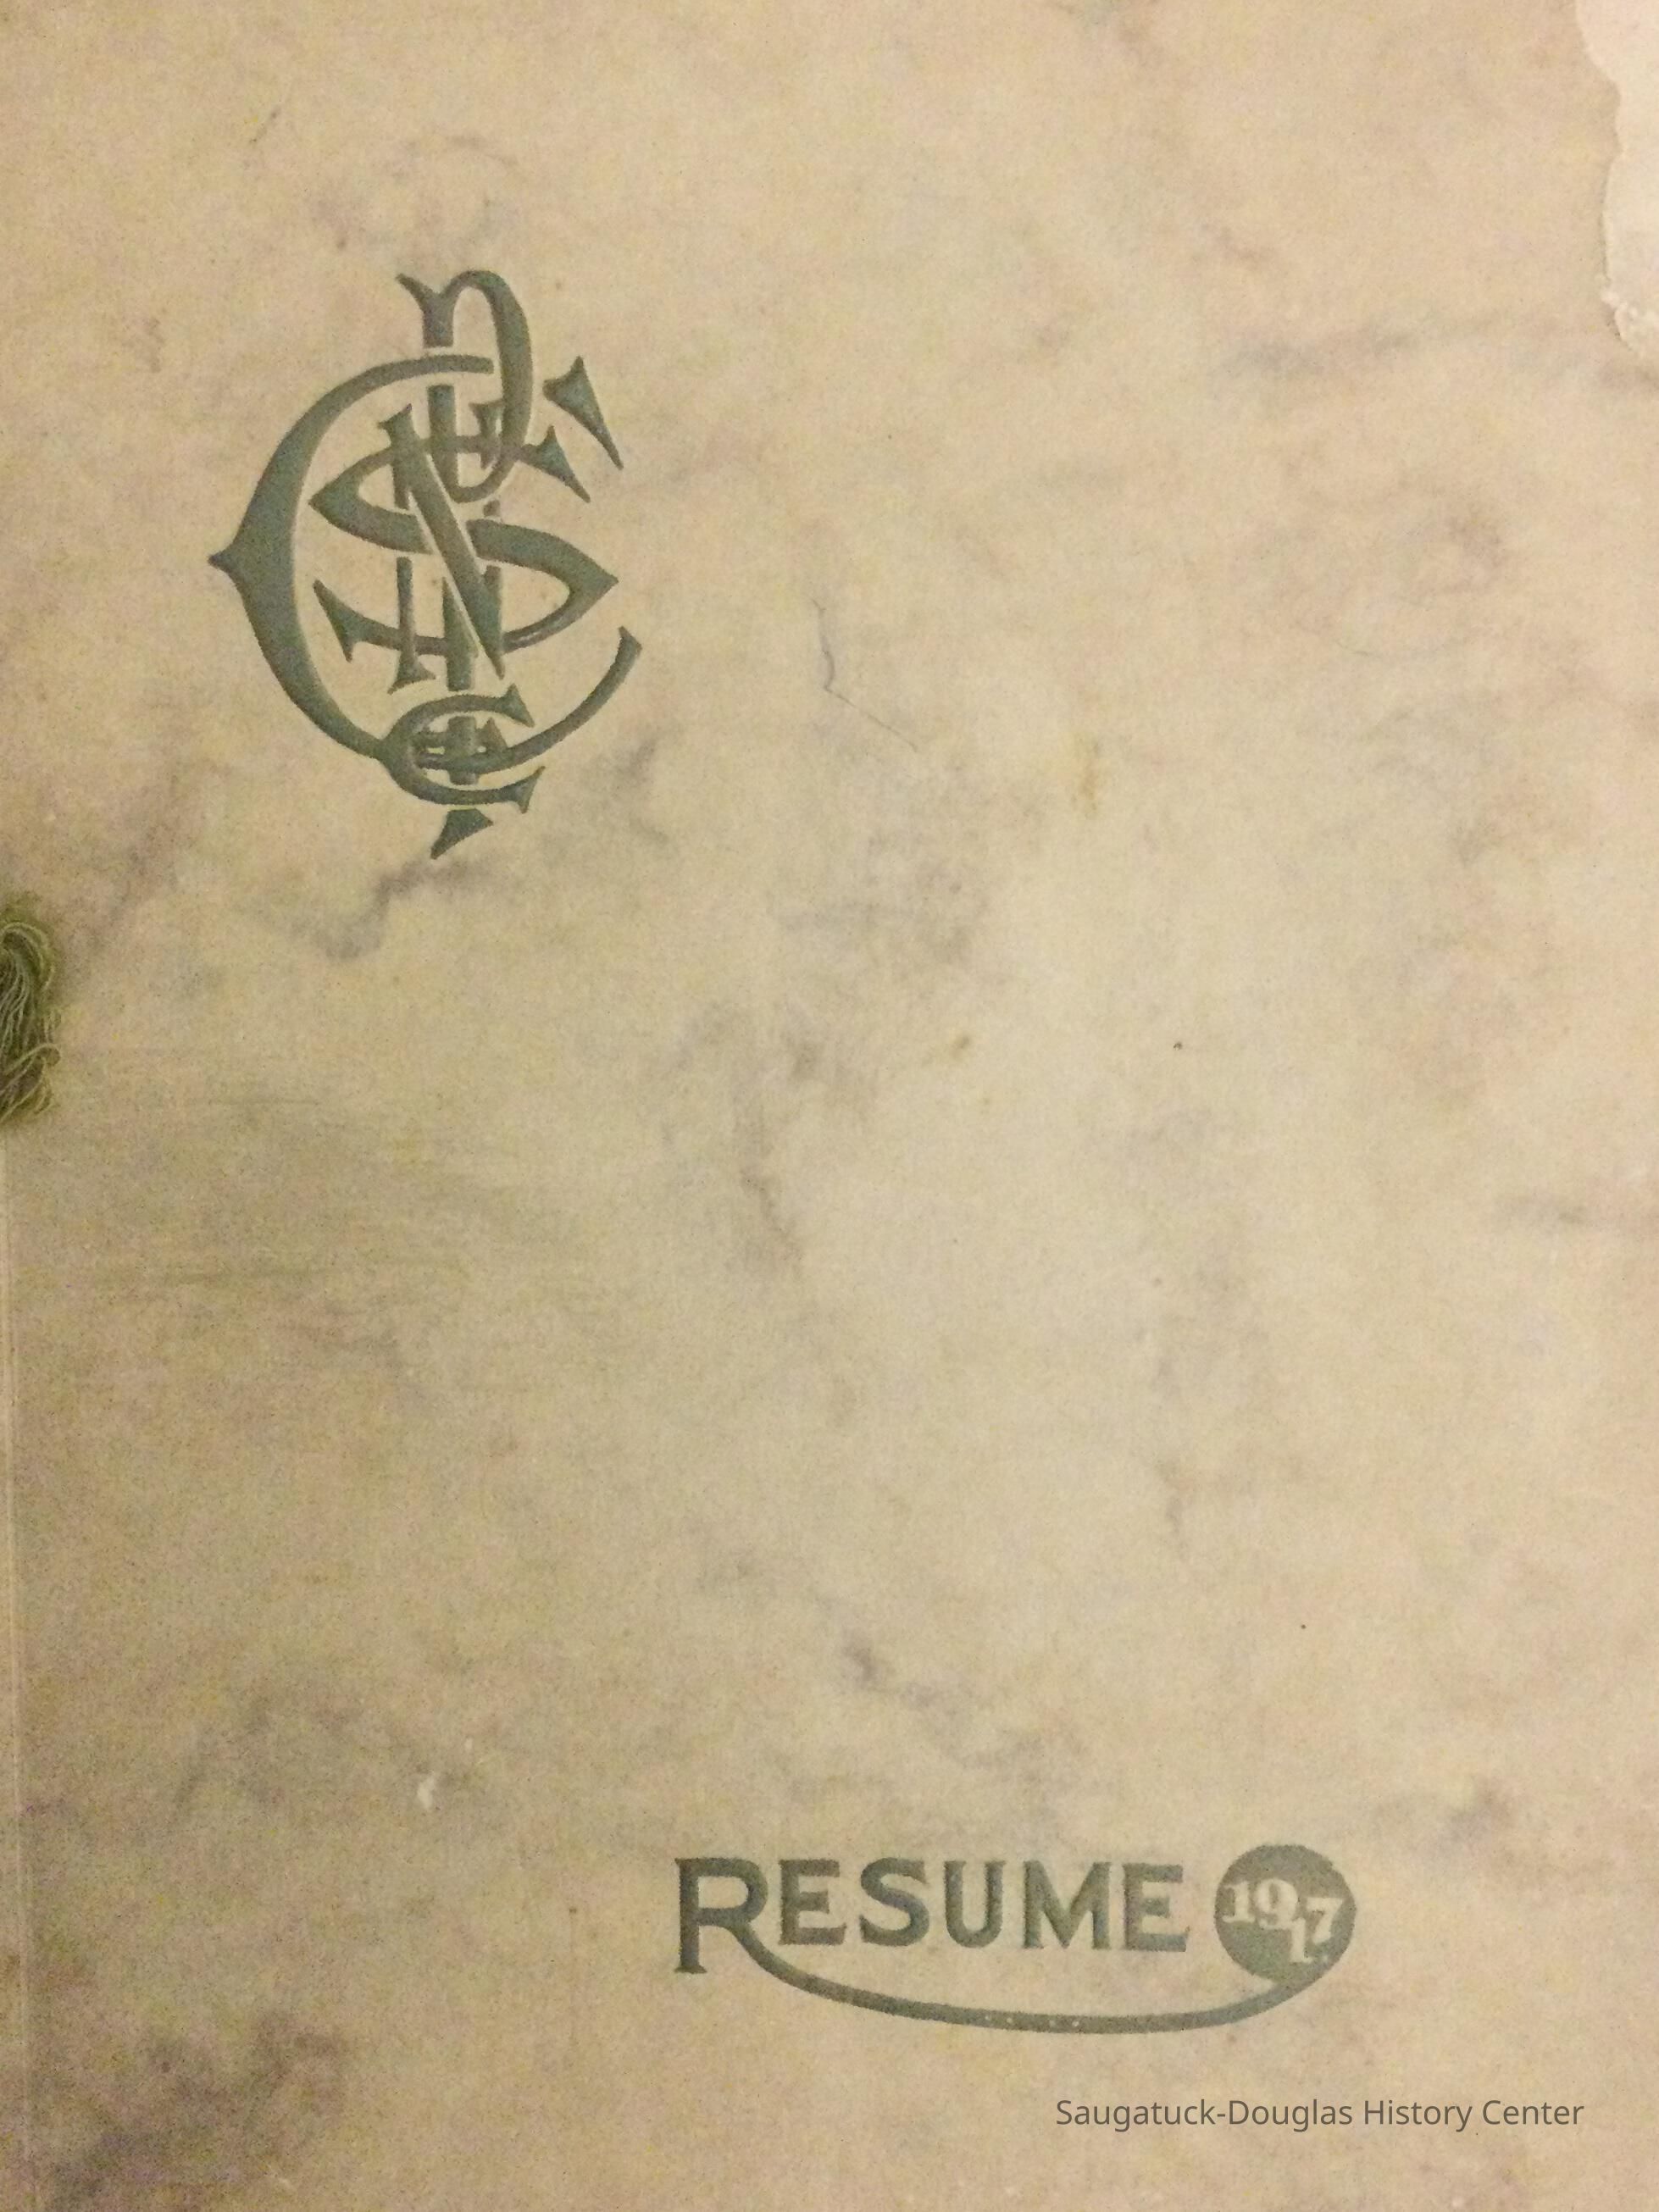 RESUME 1917
Saugatuck-Douglas History Center